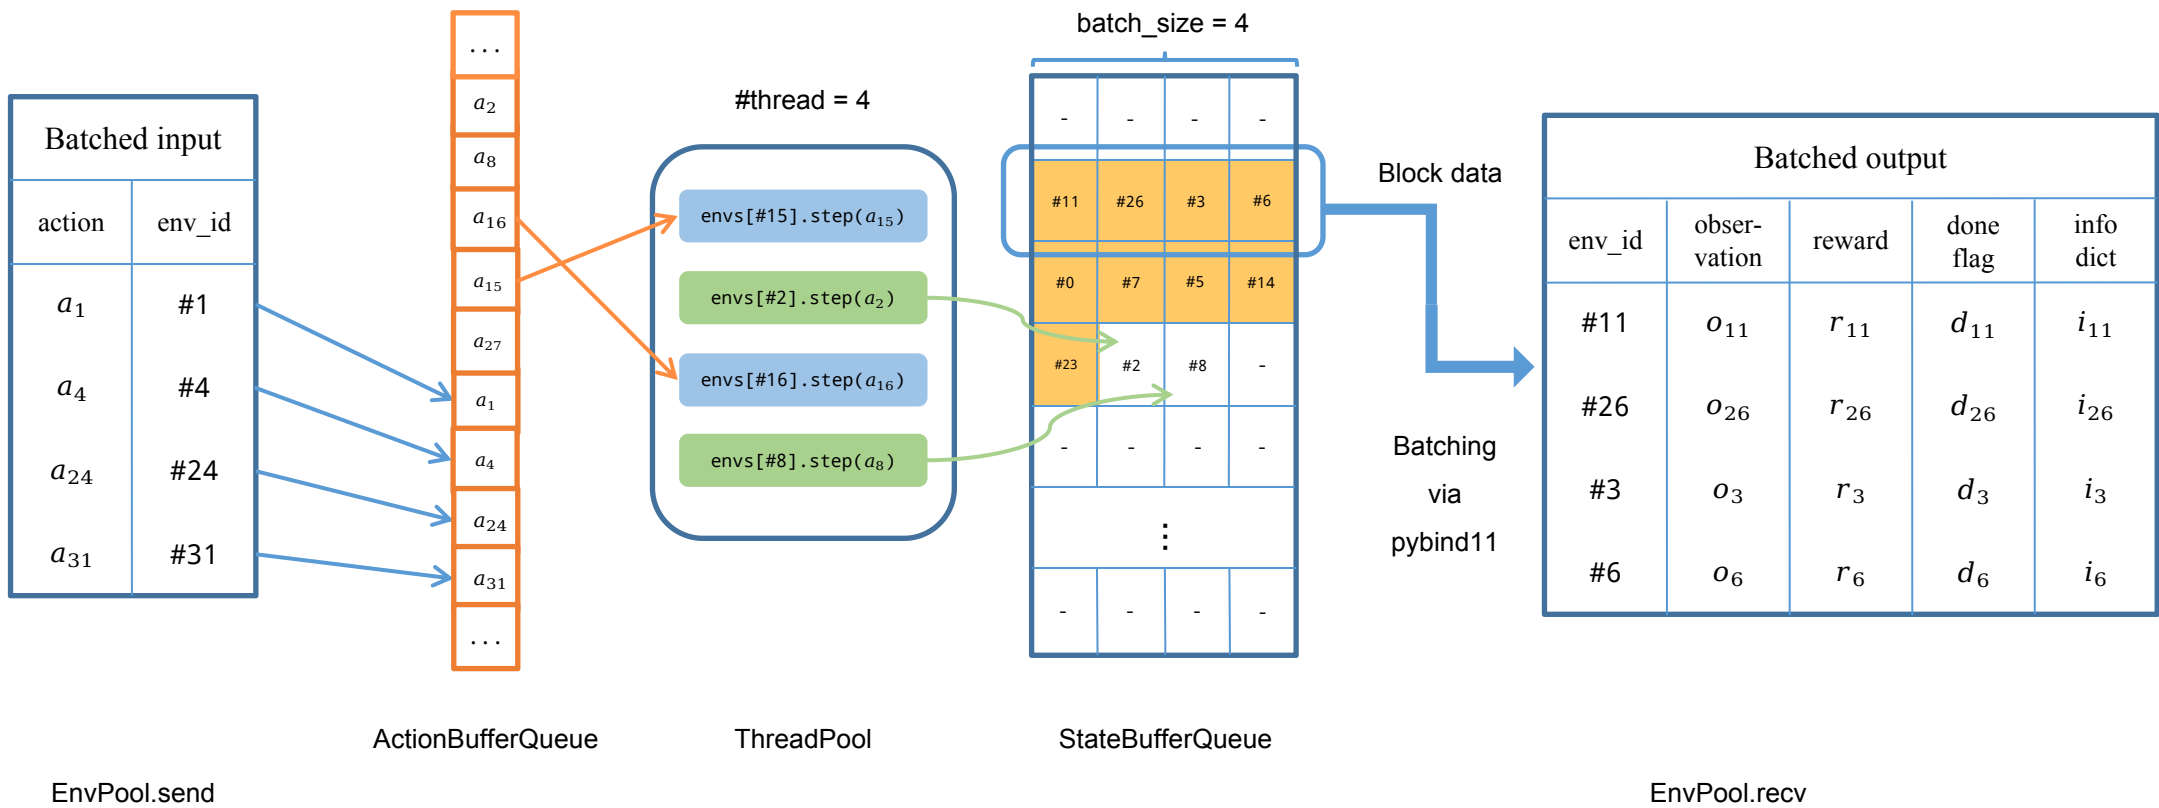 batch_size = 4
#thread = 4
Batched input
action env_id
a1 #1
a4 #4
a24 #24
a31 #31
...
a2
a8
a16
a15
a27
a1
a4
a24
a31
...
envs[#15].step(a15)
envs[#2].step(a2)
envs[#16].step(a16)
envs[#8].step(a8)
- - - -
#11 #26 #3 #6
#0 #7 #5 #14
#23 #2 #8 -
- - - -
⋮
- - - -
Block data
Batching
via
pybind11
Batched output
env_id obser-vation reward done flag info dict
#11 o11 r11 d11 i11
#26 o26 r26 d26 i26
#3 o3 r3 d3 i3
#6 o6 r6 d6 i6
ActionBufferQueue
ThreadPool
StateBufferQueue
EnvPool.send
EnvPool.recv